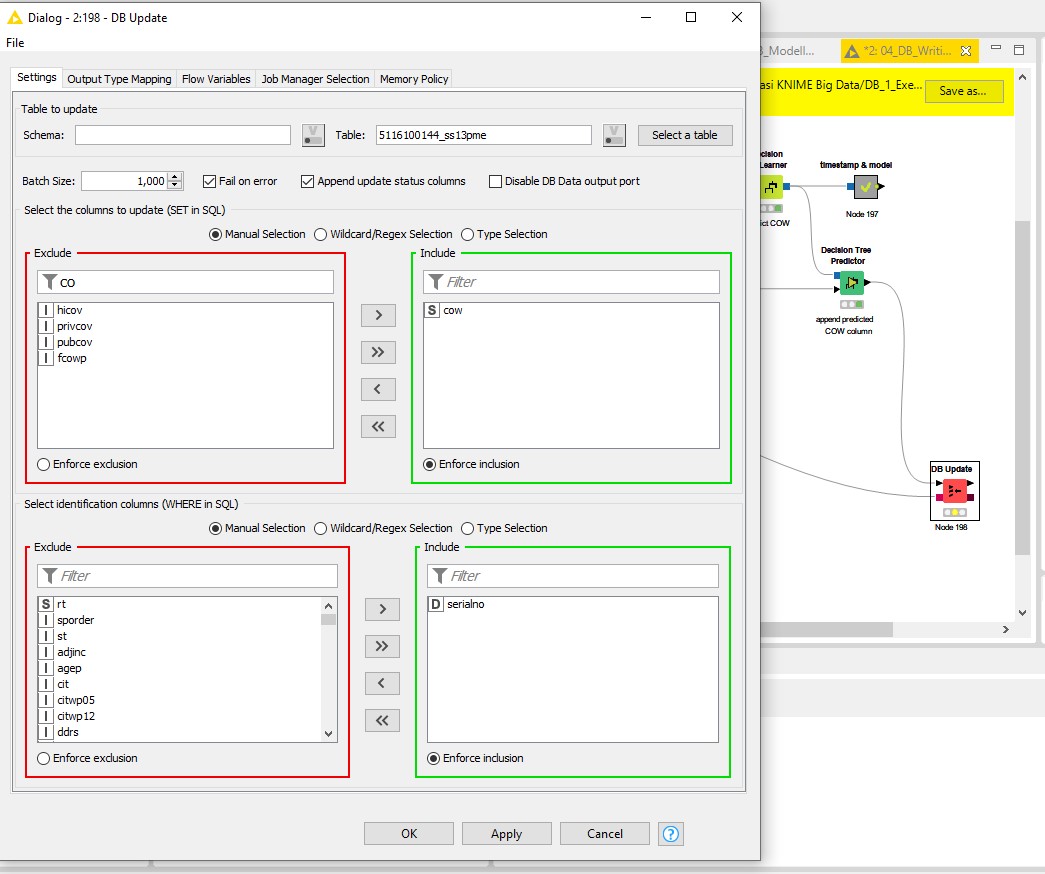 Dialog - 2:198 - DB Update
File
Settings Output Type Mapping Flow Variables Job Manager Selection Memory Policy
Table to update
Schema: Table: 5116100144_ss13pme Select a table
Batch Size: 1,000 Fail on error Append update status columns Disable DB Data output port
Select the columns to update (SET in SQL)
Manual Selection Wildcard/Regex Selection Type Selection
Exclude
CO
I hicov
I privcov
I pubcov
I fcowp
Enforce exclusion
Include
Filter
S cow
Enforce inclusion
Select identification columns (WHERE in SQL)
Manual Selection Wildcard/Regex Selection Type Selection
Exclude
Filter
S rt
I sporder
I st
I adjinc
I agep
I cit
I citwp05
I citwp12
I ddrs
Enforce exclusion
Include
Filter
D serialno
Enforce inclusion
OK Apply Cancel ?
3_Modell... *2: 04_DB_Writi...
asi KNIME Big Data/DB_1_Exe... Save as...
cision
Learner
ict COW
timestamp & model
Node 197
Decision Tree
Predictor
append predicted
COW column
DB Update
Node 198